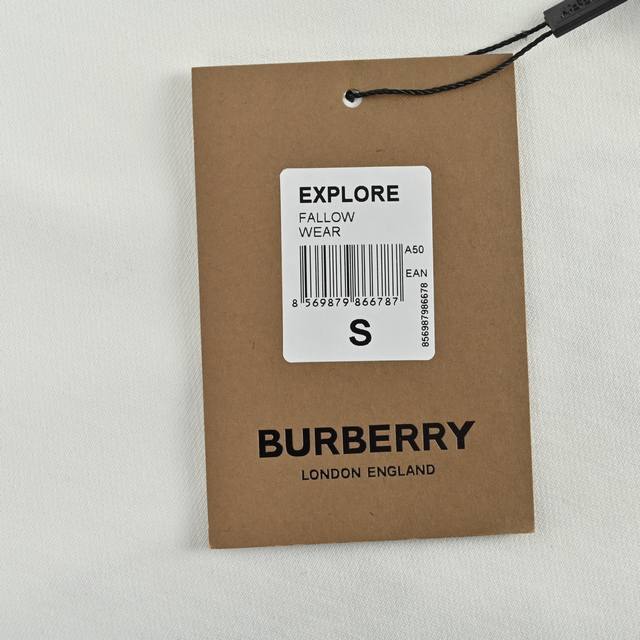 EXPLORE
FALLOW
WEAR
A50
EAN
8 569879 866787
856987986678
S
BURBERRY
LONDON ENGLAND